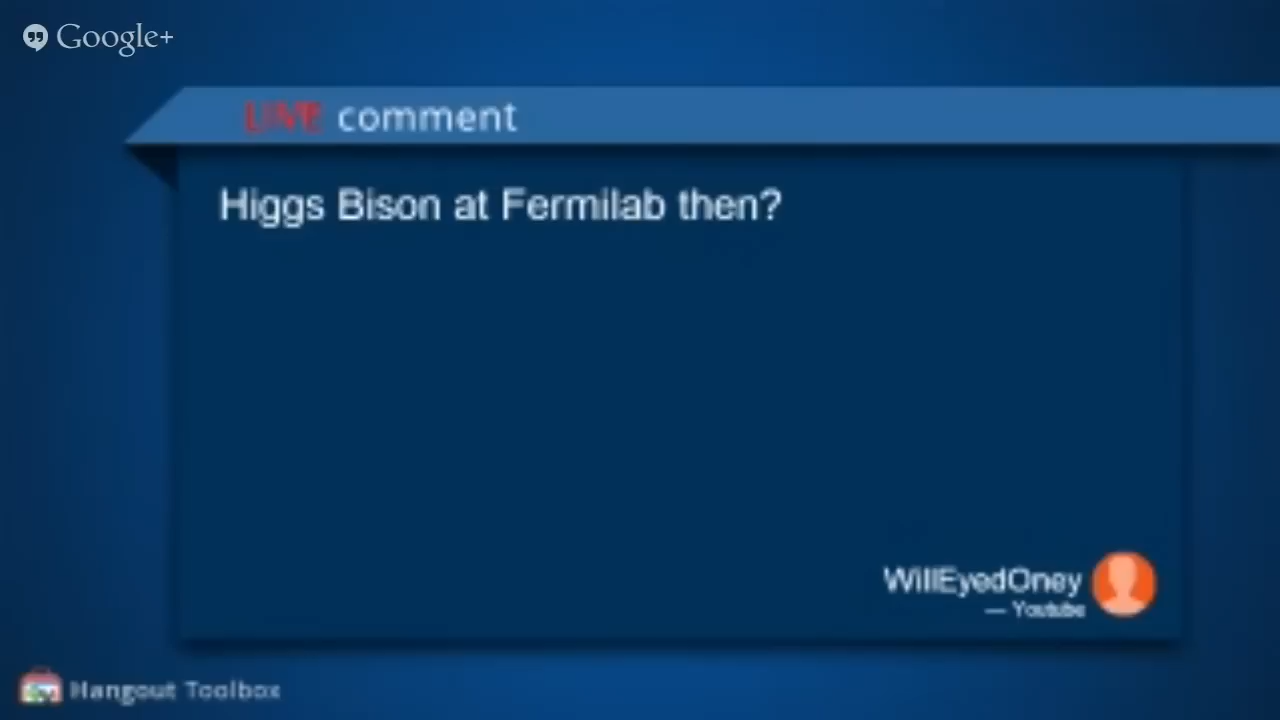 Google+
LIVE comment
Higgs Bison at Fermilab then?
WillEyedOney
— Youtube
Hangout Toolbox